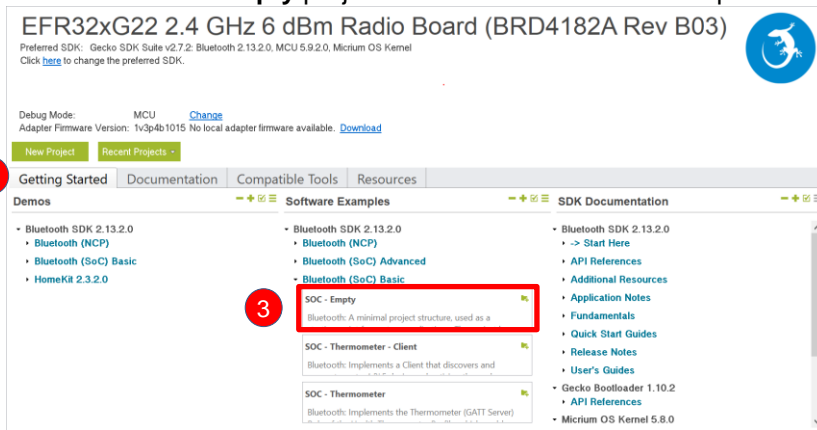 EFR32xG22 2.4 GHz 6 dBm Radio Board (BRD4182A Rev B03)
Preferred SDK: Gecko SDK Suite v2.7.2: Bluetooth 2.13.2.0, MCU 5.9.2.0, Micrium OS Kernel
Click here to change the preferred SDK.
Debug Mode: MCU Change
Adapter Firmware Version: 1v3p4b1015 No local adapter firmware available. Download
New Project Recent Projects
Getting Started Documentation Compatible Tools Resources
Demos
Bluetooth SDK 2.13.2.0
Bluetooth (NCP)
Bluetooth (SoC) Basic
HomeKit 2.3.2.0
Software Examples
Bluetooth SDK 2.13.2.0
Bluetooth (NCP)
Bluetooth (SoC) Advanced
Bluetooth (SoC) Basic
3
SOC - Empty
Bluetooth: A minimal project structure, used as a
SOC - Thermometer - Client
Bluetooth: Implements a Client that discovers and
SOC - Thermometer
Bluetooth: Implements the Thermometer (GATT Server)
SDK Documentation
Bluetooth SDK 2.13.2.0
-> Start Here
API References
Additional Resources
Application Notes
Fundamentals
Quick Start Guides
Release Notes
User's Guides
Gecko Bootloader 1.10.2
API References
Micrium OS Kernel 5.8.0